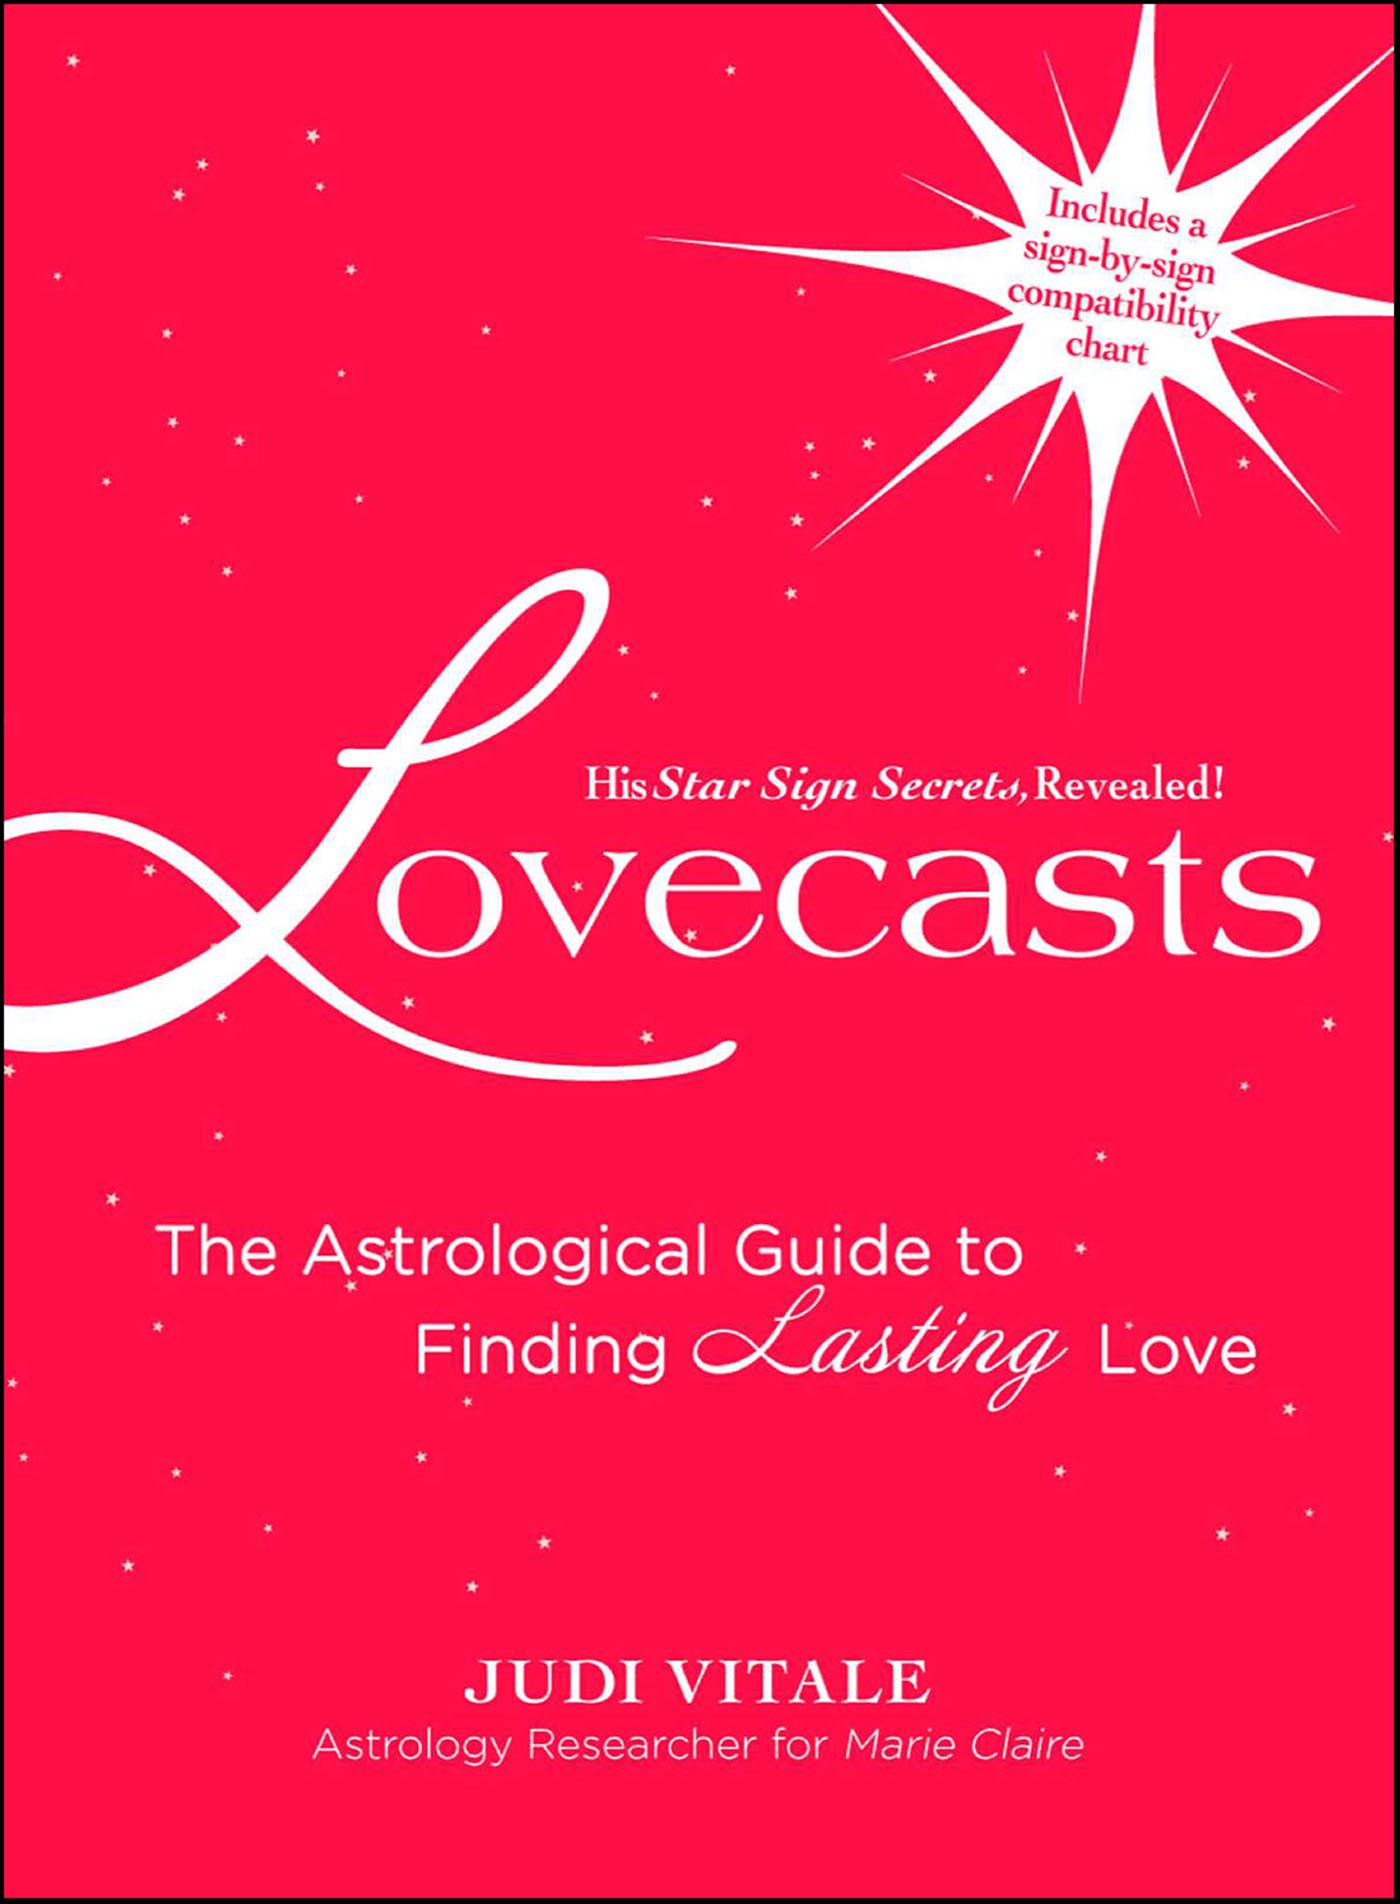 Includes a
sign-by-sign
compatibility
chart
His Star Sign Secrets, Revealed!
Lovecasts
The Astrological Guide to
Finding Lasting Love
JUDI VITALE
Astrology Researcher for Marie Claire